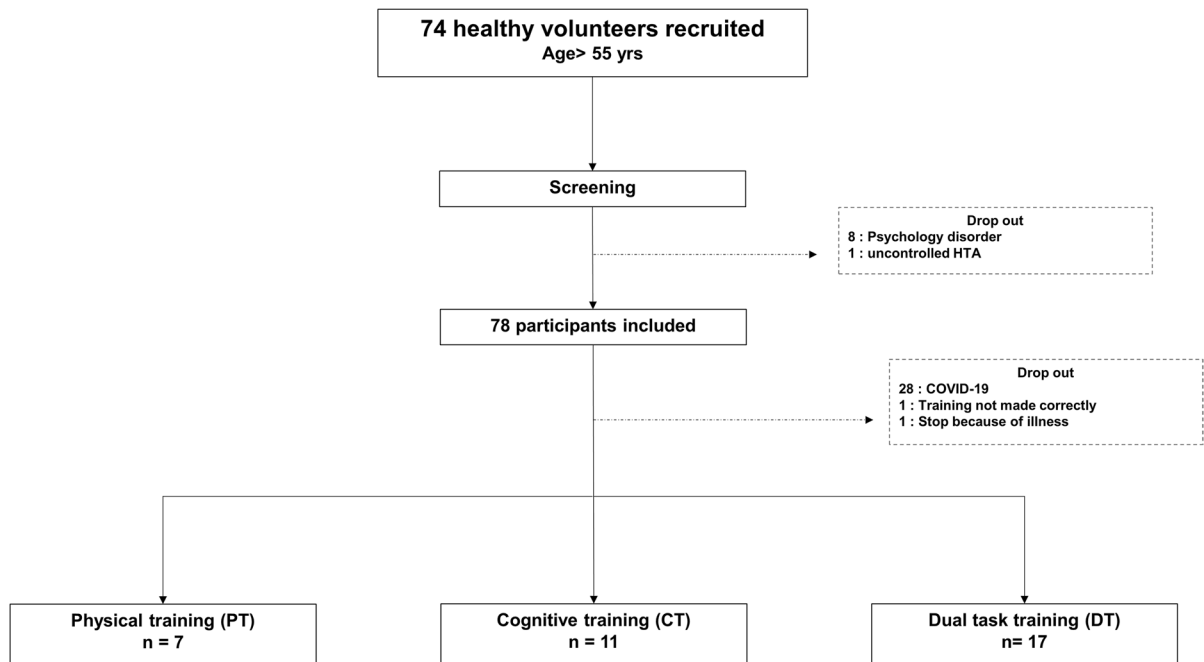 74 healthy volunteers recruited
Age> 55 yrs
Screening
Drop out
8 : Psychology disorder
1 : uncontrolled HTA
78 participants included
Drop out
28 : COVID-19
1 : Training not made correctly
1 : Stop because of illness
Physical training (PT)
n = 7
Cognitive training (CT)
n = 11
Dual task training (DT)
n= 17